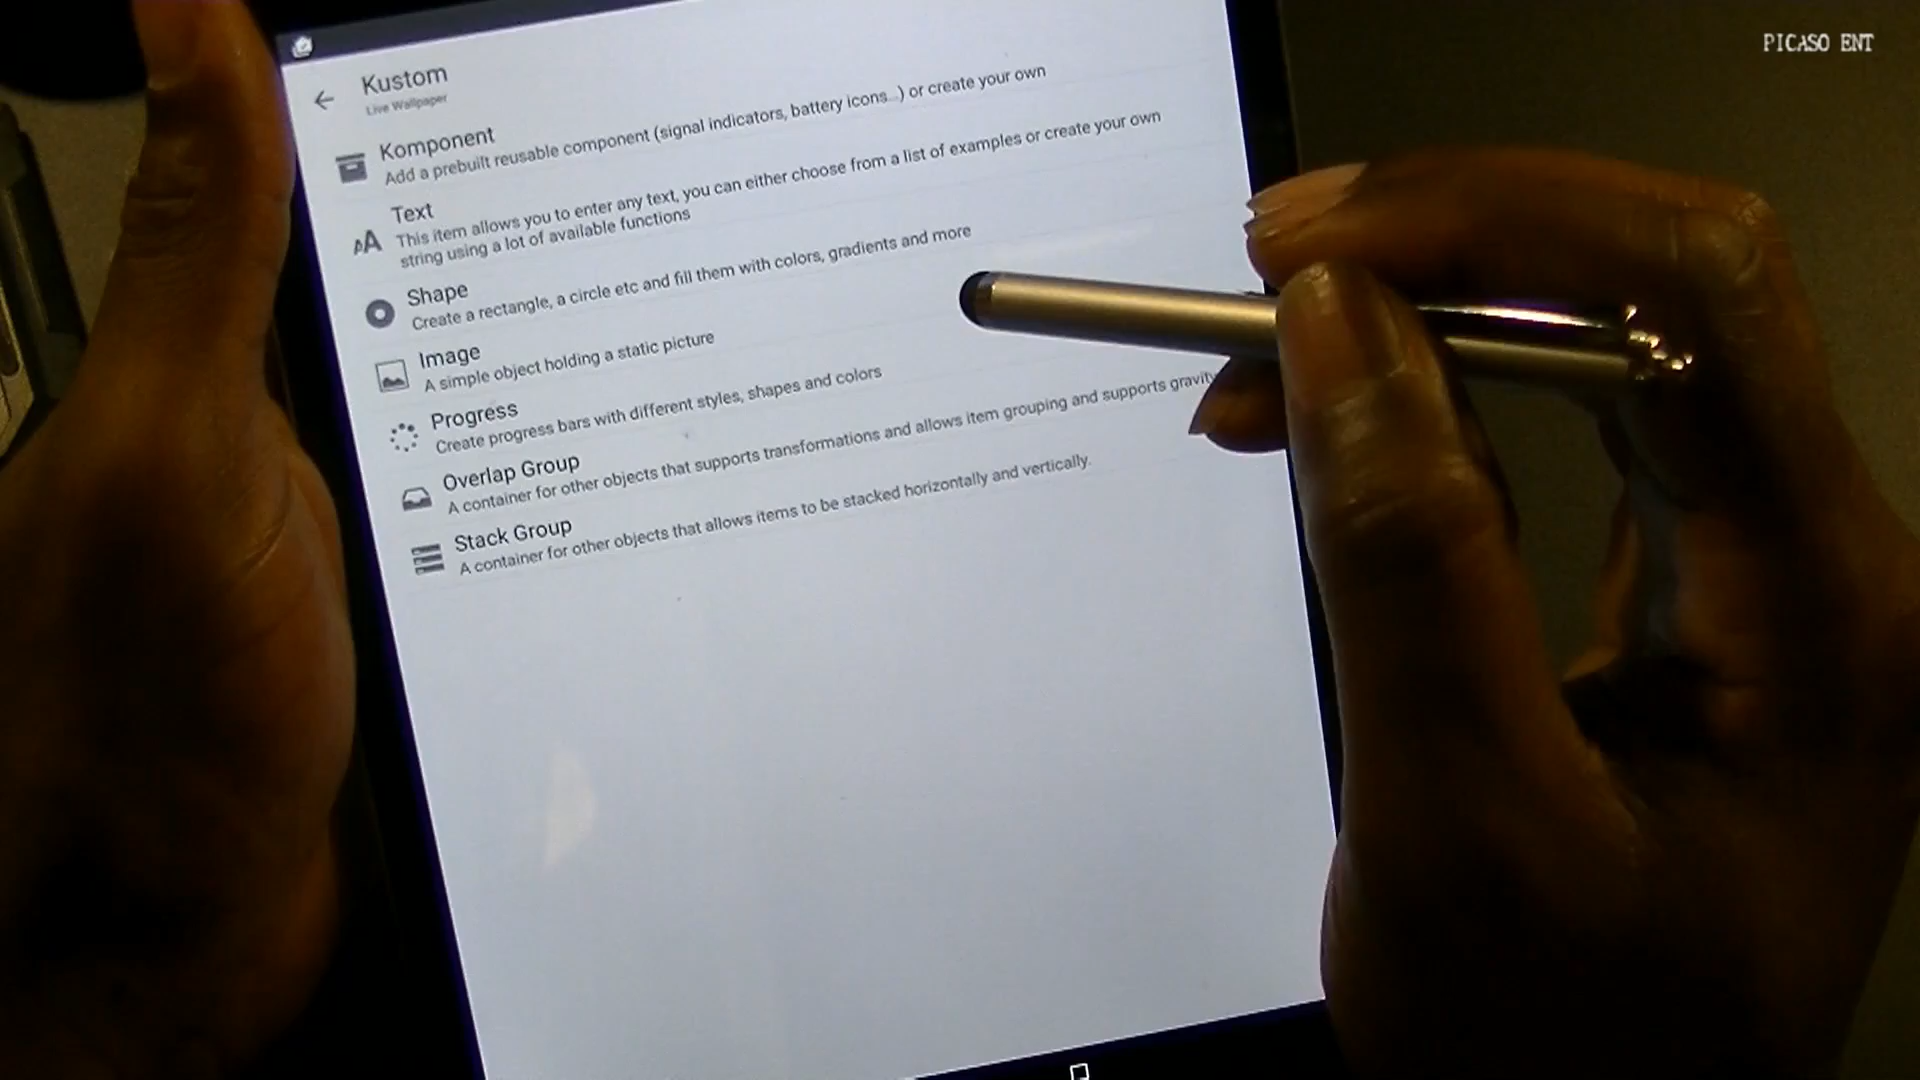 PICASO ENT
Kustom
Live Wallpaper
Komponent
Add a prebuilt reusable component (signal indicators, battery icons...) or create your own
Text
This item allows you to enter any text, you can either choose from a list of examples or create your own
string using a lot of available functions
Shape
Create a rectangle, a circle etc and fill them with colors, gradients and more
Image
A simple object holding a static picture
Progress
Create progress bars with different styles, shapes and colors
Overlap Group
A container for other objects that supports transformations and allows item grouping and supports gravity
Stack Group
A container for other objects that allows items to be stacked horizontally and vertically.